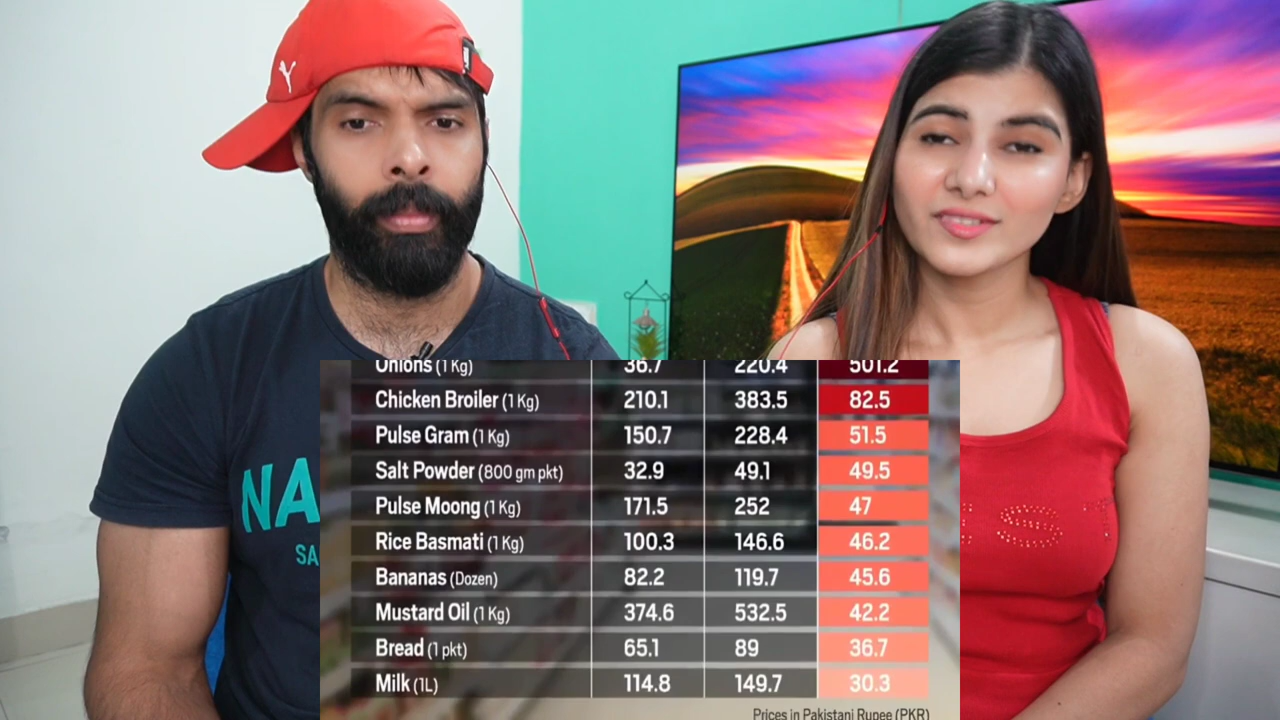 Onions (1 Kg) 36.7 220.4 501.2
Chicken Broiler (1 Kg) 210.1 383.5 82.5
Pulse Gram (1 Kg) 150.7 228.4 51.5
Salt Powder (800 gm pkt) 32.9 49.1 49.5
Pulse Moong (1 Kg) 171.5 252 47
Rice Basmati (1 Kg) 100.3 146.6 46.2
Bananas (Dozen) 82.2 119.7 45.6
Mustard Oil (1 Kg) 374.6 532.5 42.2
Bread (1 pkt) 65.1 89 36.7
Milk (1L) 114.8 149.7 30.3
Prices in Pakistani Rupee (PKR)
NA
SA
ST